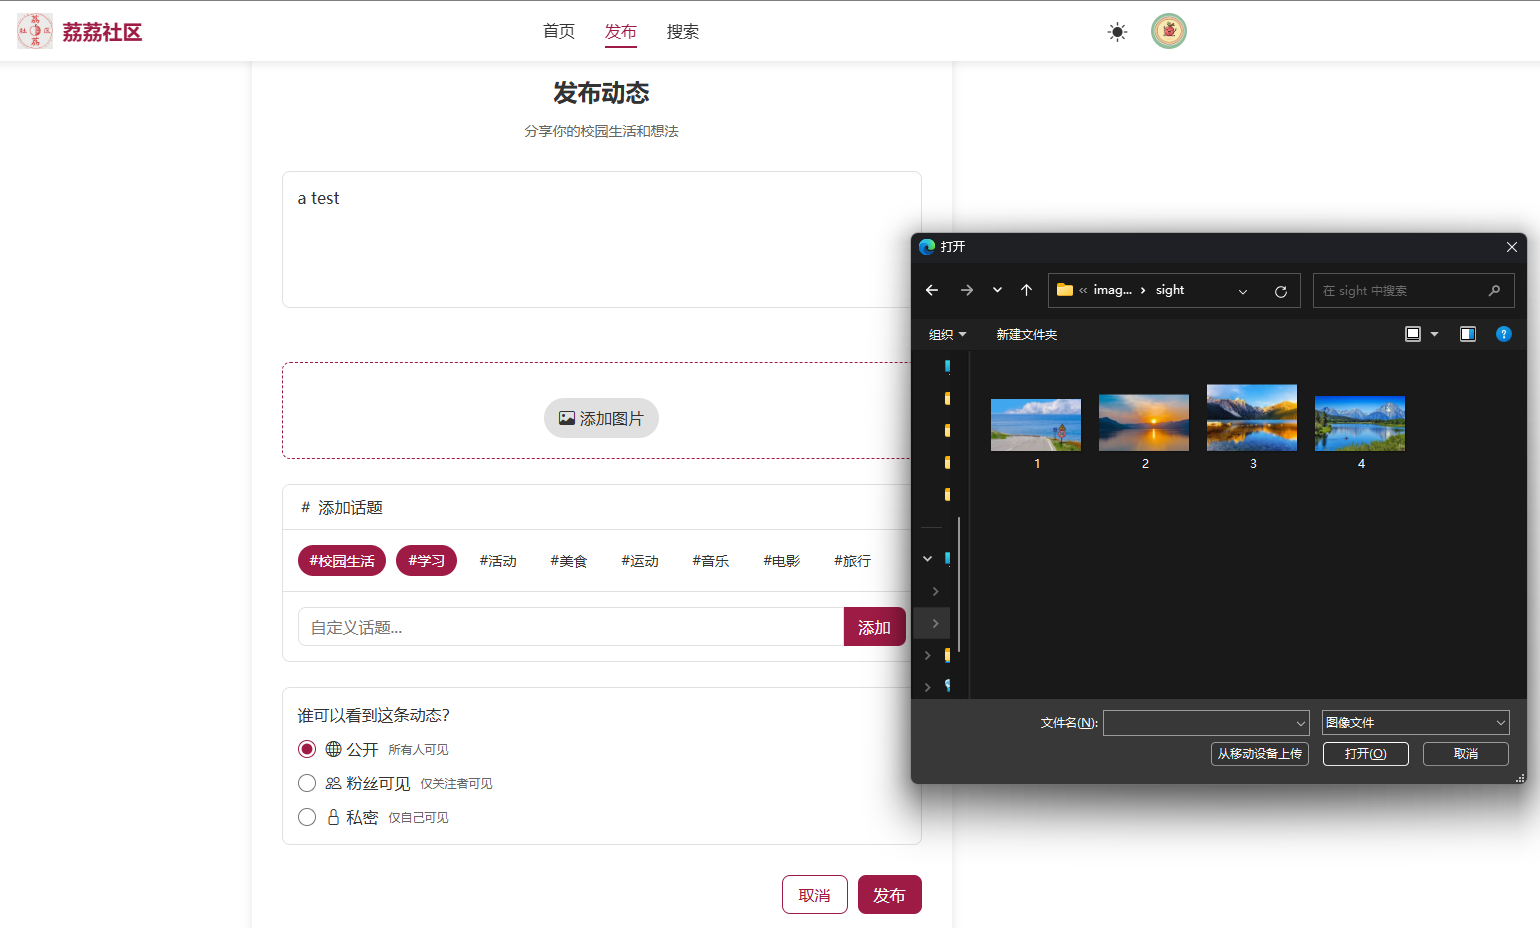 荔荔社区
首页
发布
搜索
发布动态
分享你的校园生活和想法
a test
添加图片
# 添加话题
#校园生活
#学习
#活动
#美食
#运动
#音乐
#电影
#旅行
自定义话题...
添加
谁可以看到这条动态？
公开 所有人可见
粉丝可见 仅关注者可见
私密 仅自己可见
取消
发布
打开
« imag... › sight
在 sight 中搜索
组织
新建文件夹
1
2
3
4
文件名(N):
图像文件
从移动设备上传
打开(O)
取消